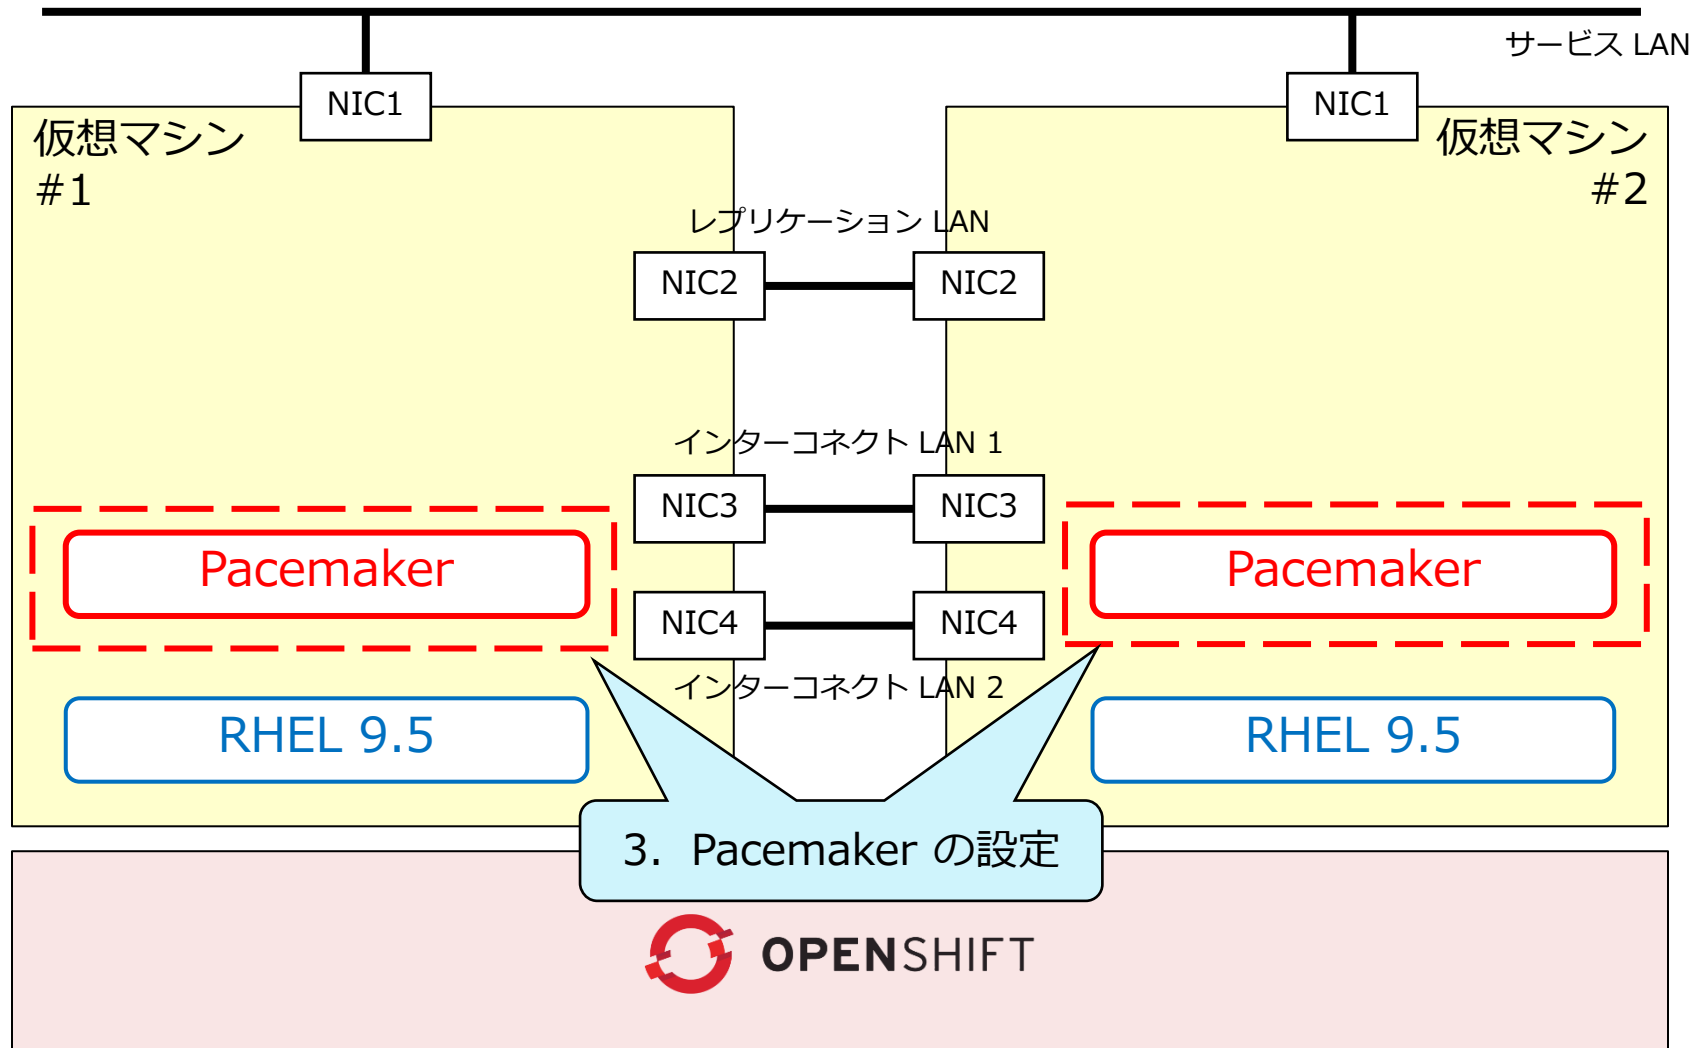 サービス LAN
NIC1
NIC1
仮想マシン
#1
仮想マシン
#2
レプリケーション LAN
NIC2
NIC2
インターコネクト LAN 1
NIC3
NIC3
Pacemaker
Pacemaker
NIC4
NIC4
インターコネクト LAN 2
RHEL 9.5
RHEL 9.5
3. Pacemaker の設定
OPENSHIFT